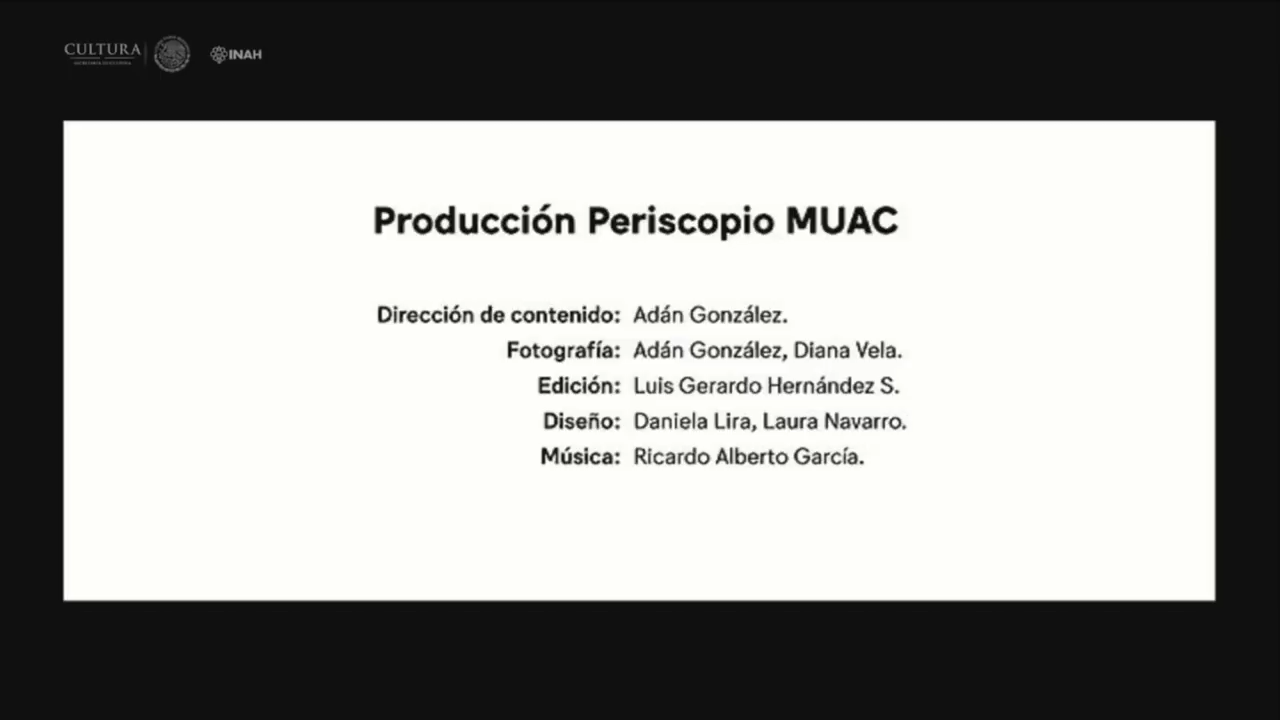 CULTURA
INAH
Producción Periscopio MUAC
Dirección de contenido: Adán González.
Fotografía: Adán González, Diana Vela.
Edición: Luis Gerardo Hernández S.
Diseño: Daniela Lira, Laura Navarro.
Música: Ricardo Alberto García.